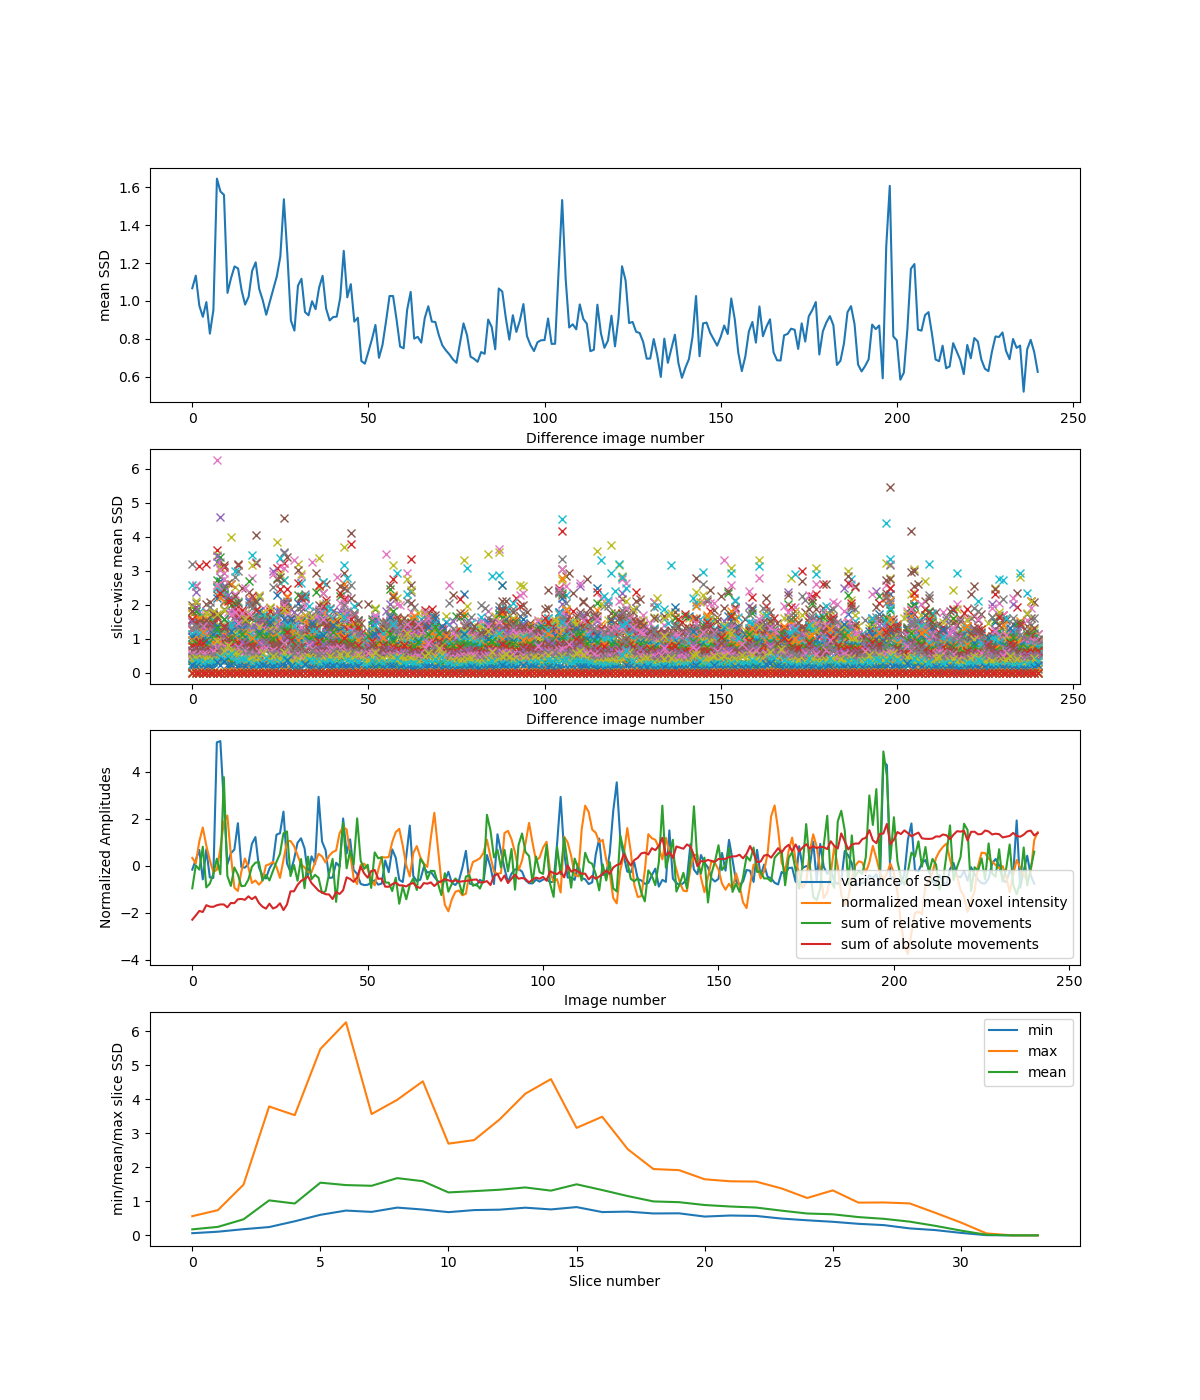 mean SSD
1.6
1.4
1.2
1.0
0.8
0.6
0 50 100 150 200 250
Difference image number
slice-wise mean SSD
6
5
4
3
2
1
0
0 50 100 150 200 250
Difference image number
Normalized Amplitudes
4
2
0
−2
−4
variance of SSD
normalized mean voxel intensity
sum of relative movements
sum of absolute movements
0 50 100 150 200 250
Image number
min/mean/max slice SSD
6
5
4
3
2
1
0
min
max
mean
0 5 10 15 20 25 30
Slice number